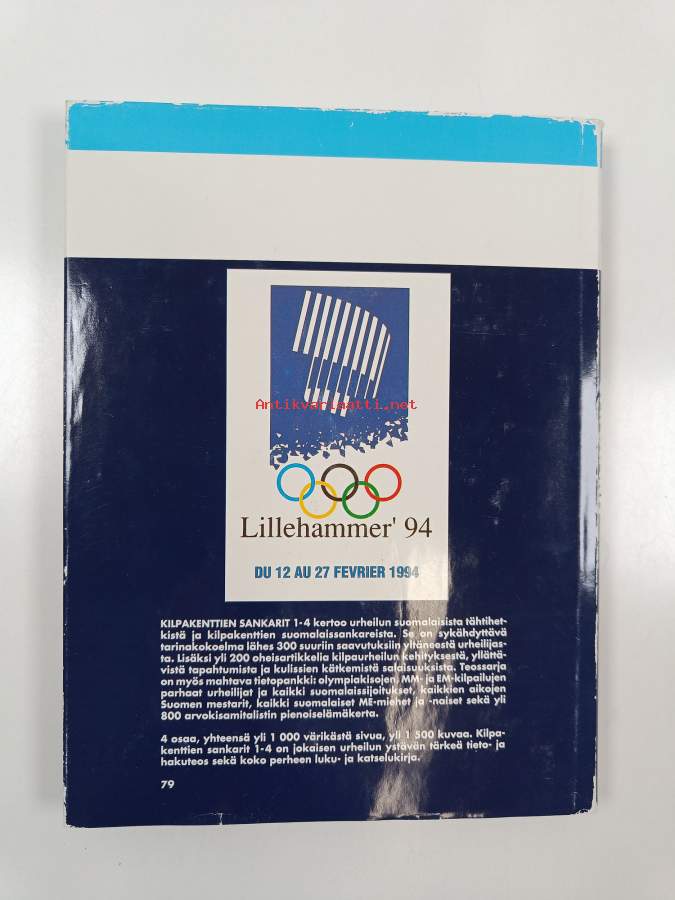 Antikvariaatti.net
Lillehammer' 94
DU 12 AU 27 FEVRIER 1994
KILPAKENTTIEN SANKARIT 1-4 kertoo urheilun suomalaisista tähtihet-
kistä ja kilpakenttien suomalaissankareista. Se on sykähdyttävä
tarinakokoelma lähes 300 suuriin saavutuksiin yltäneestä urheilijas-
ta. Lisäksi yli 200 oheisartikkelia kilpaurheilun kehityksestä, yllättä-
vistä tapahtumista ja kulissien kätkemistä salaisuuksista. Teossarja
on myös mahtava tietopankki: olympiakisojen, MM- ja EM-kilpailujen
parhaat urheilijat ja kaikki suomalaissijoitukset, kaikkien aikojen
Suomen mestarit, kaikki suomalaiset ME-miehet ja -naiset sekä yli
800 arvokisamitalistin pienoiselämäkerta.
4 osaa, yhteensä yli 1 000 värikästä sivua, yli 1 500 kuvaa. Kilpa-
kenttien sankarit 1-4 on jokaisen urheilun ystävän tärkeä tieto- ja
hakuteos sekä koko perheen luku- ja katselukirja.
79